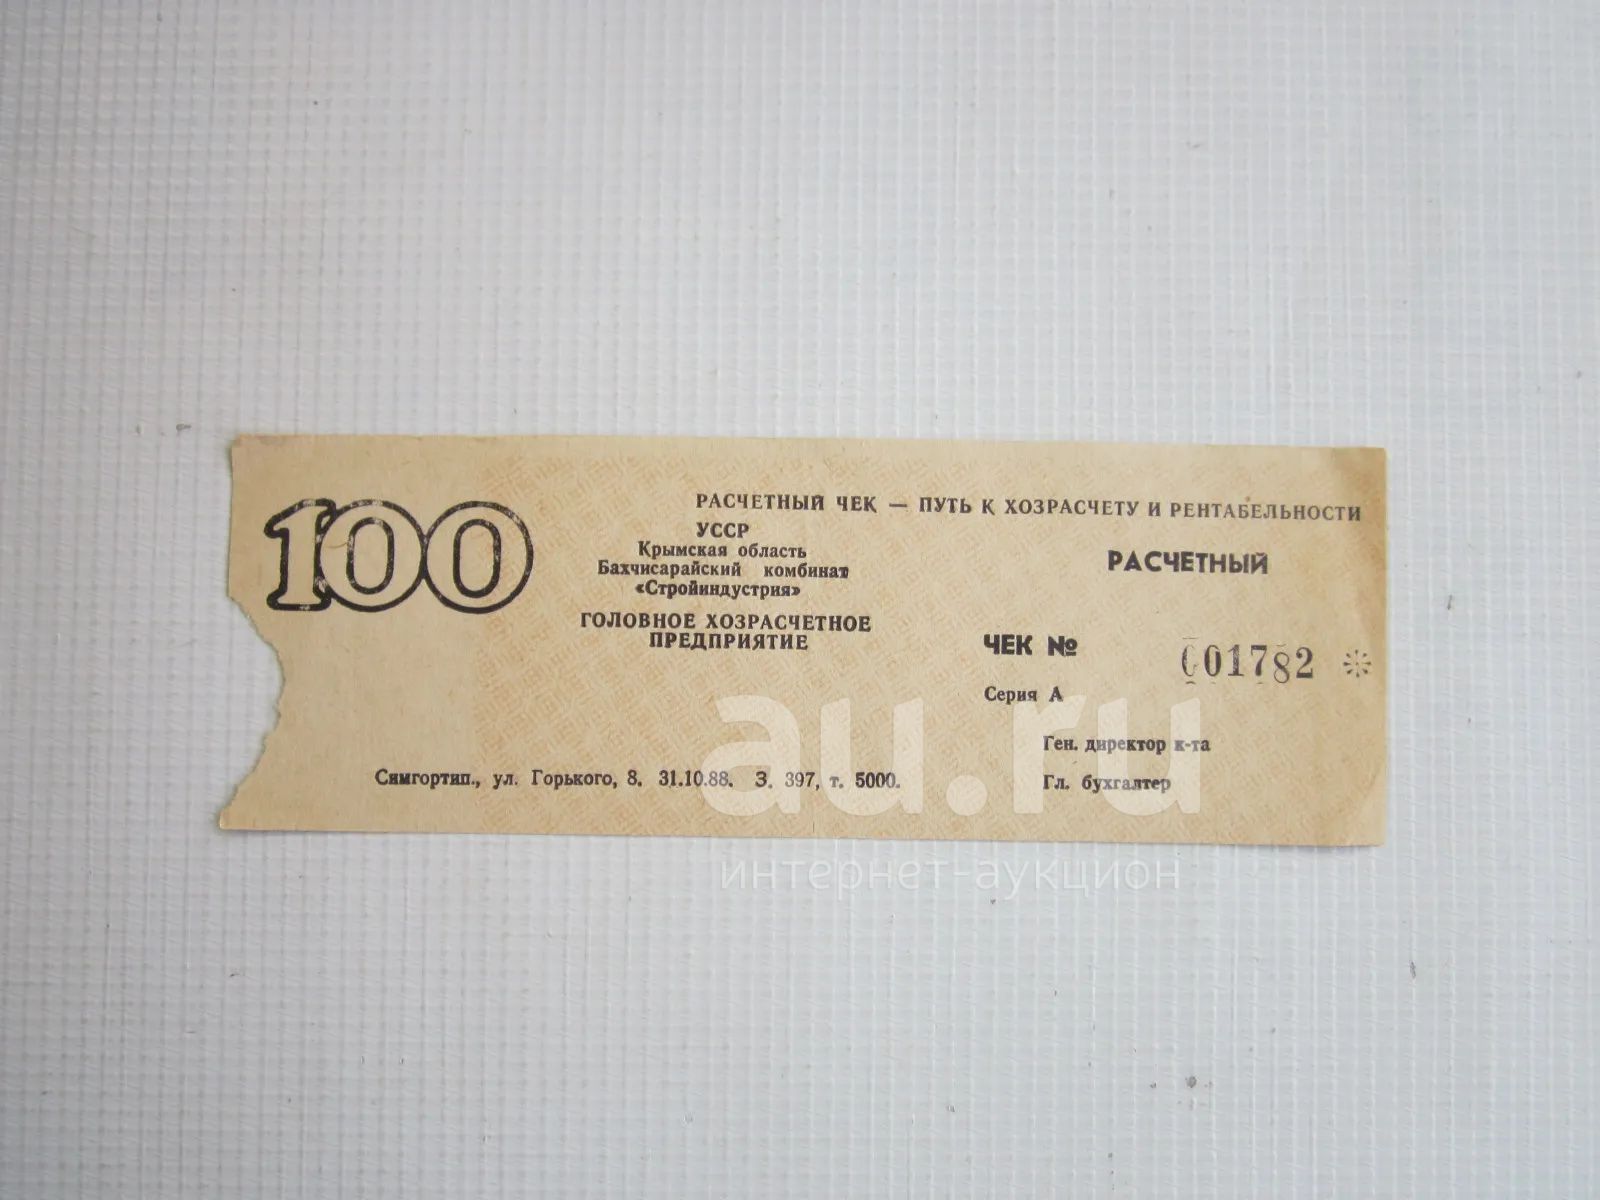 100
РАСЧЕТНЫЙ ЧЕК — ПУТЬ К ХОЗРАСЧЕТУ И РЕНТАБЕЛЬНОСТИ
УССР
Крымская область
Бахчисарайский комбинат
«Стройиндустрия»
ГОЛОВНОЕ ХОЗРАСЧЕТНОЕ
ПРЕДПРИЯТИЕ
РАСЧЕТНЫЙ
ЧЕК № 001782
Серия А
Ген. директор к-та
Гл. бухгалтер
Симгортип., ул. Горького, 8. 31.10.88. З. 397, т. 5000.
au.ru
интернет-аукцион